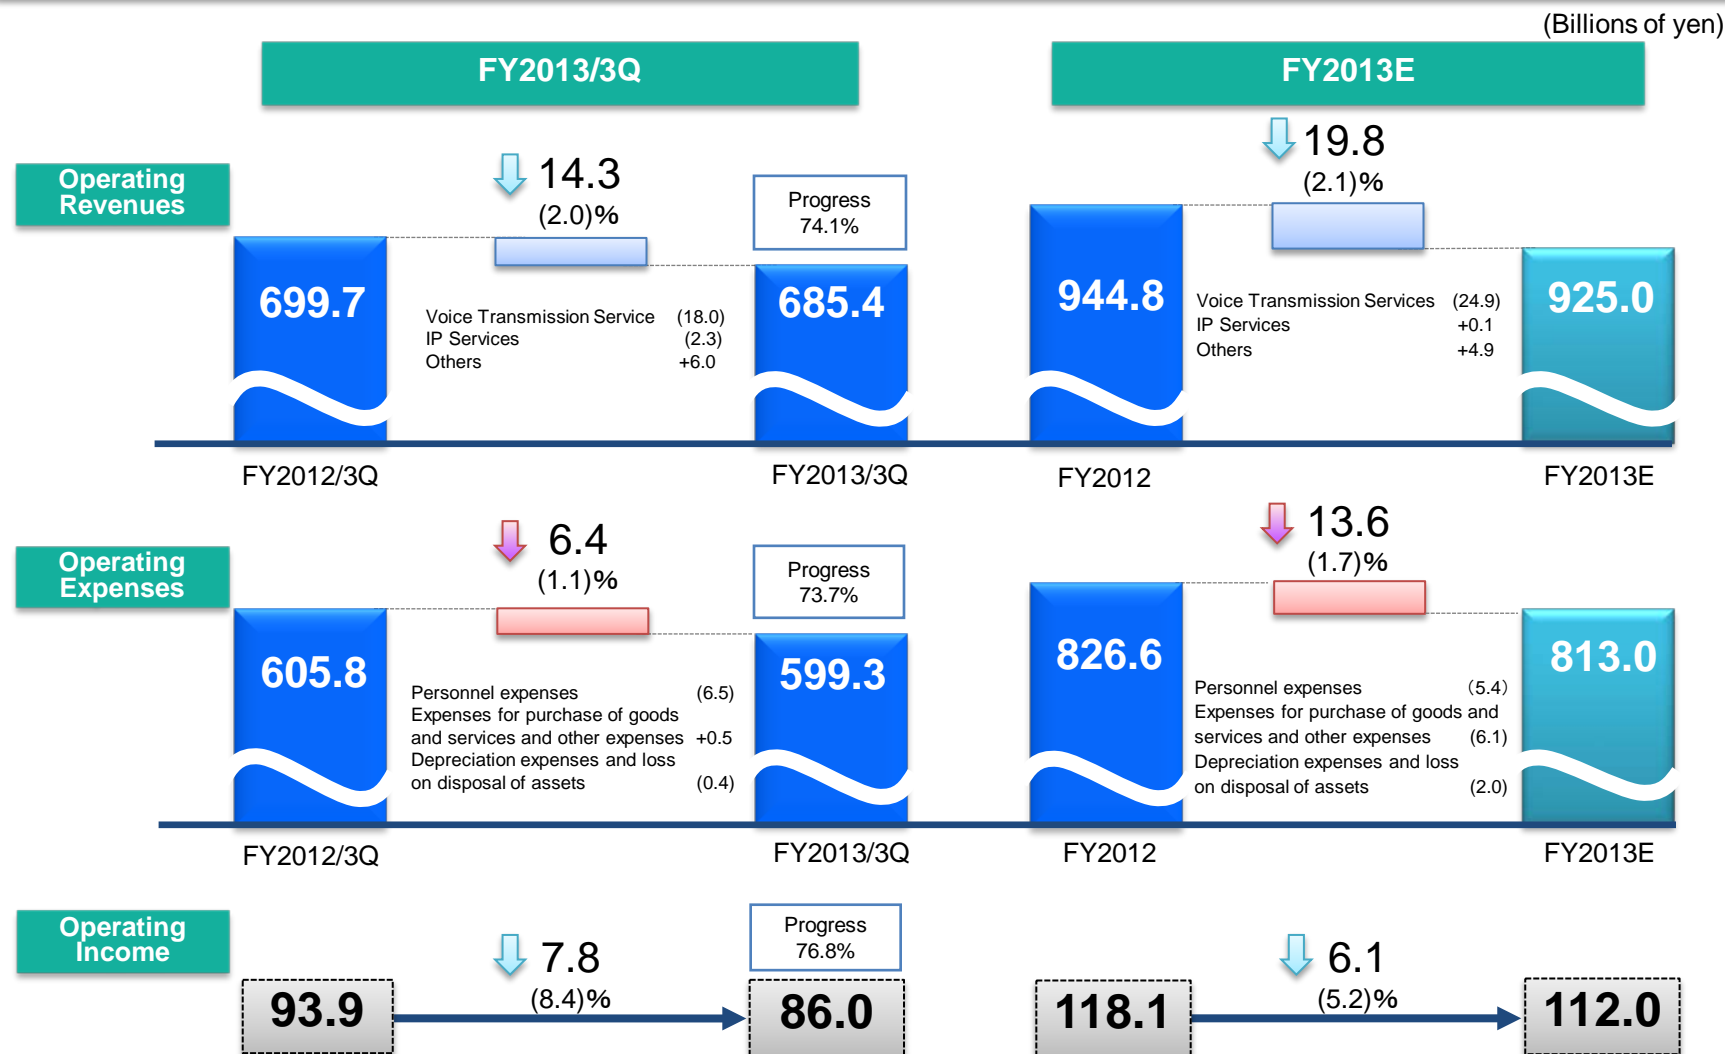 (Billions of yen)
FY2013/3Q
FY2013E
Operating
Revenues
14.3
(2.0)%
Progress
74.1%
19.8
(2.1)%
699.7
685.4
Voice Transmission Service (18.0)
IP Services (2.3)
Others +6.0
944.8
925.0
Voice Transmission Services (24.9)
IP Services +0.1
Others +4.9
FY2012/3Q
FY2013/3Q
FY2012
FY2013E
Operating
Expenses
6.4
(1.1)%
Progress
73.7%
13.6
(1.7)%
605.8
599.3
Personnel expenses (6.5)
Expenses for purchase of goods
and services and other expenses +0.5
Depreciation expenses and loss
on disposal of assets (0.4)
826.6
813.0
Personnel expenses (5.4)
Expenses for purchase of goods and
services and other expenses (6.1)
Depreciation expenses and loss
on disposal of assets (2.0)
FY2012/3Q
FY2013/3Q
FY2012
FY2013E
Operating
Income
7.8
(8.4)%
Progress
76.8%
6.1
(5.2)%
93.9
86.0
118.1
112.0